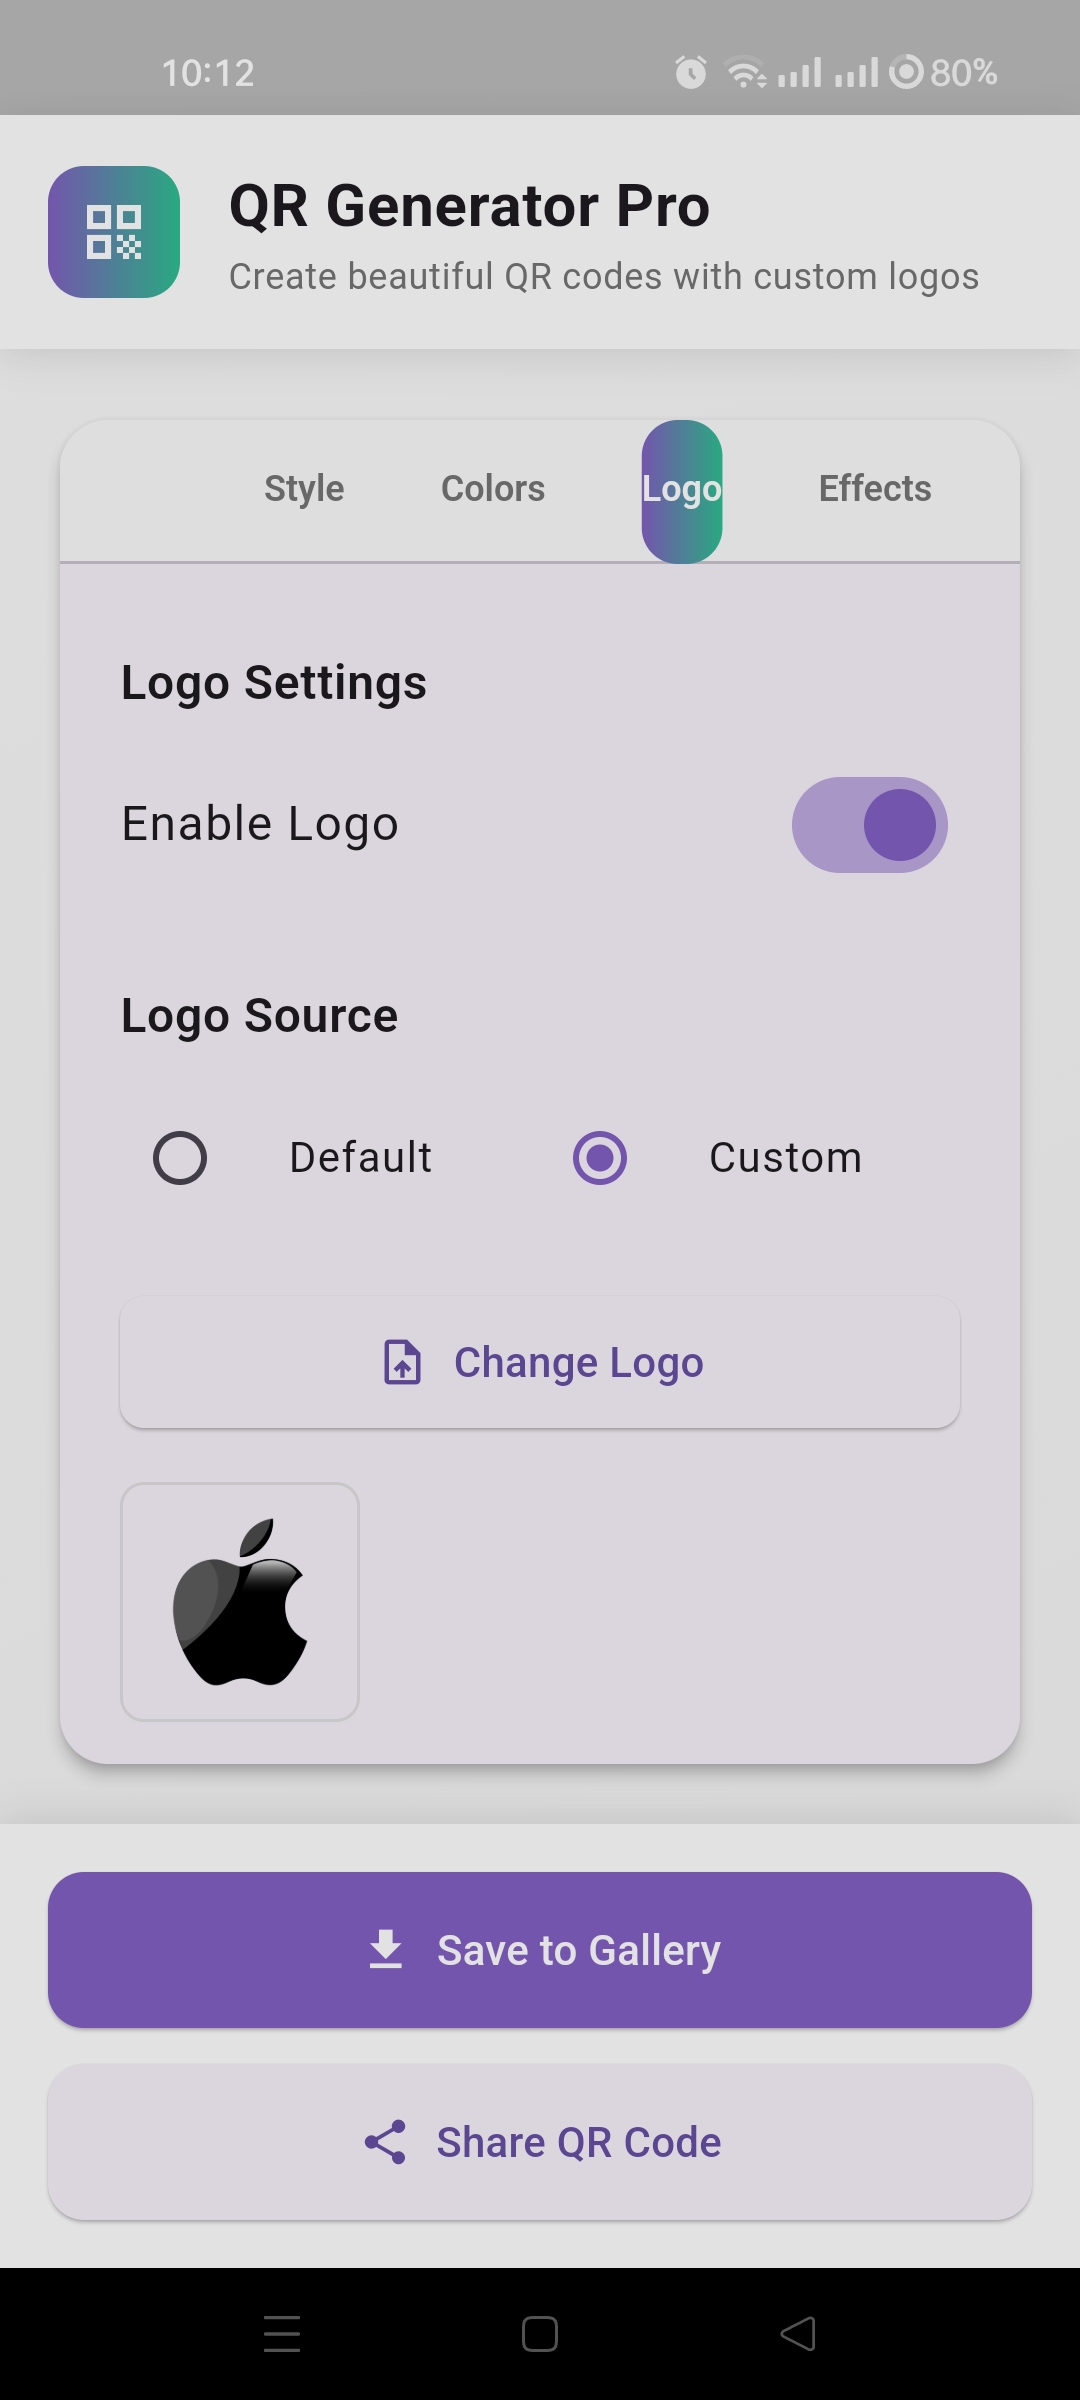 10:12
80%
QR Generator Pro
Create beautiful QR codes with custom logos
Style Colors Logo Effects
Logo Settings
Enable Logo
Logo Source
Default Custom
Change Logo
Save to Gallery
Share QR Code